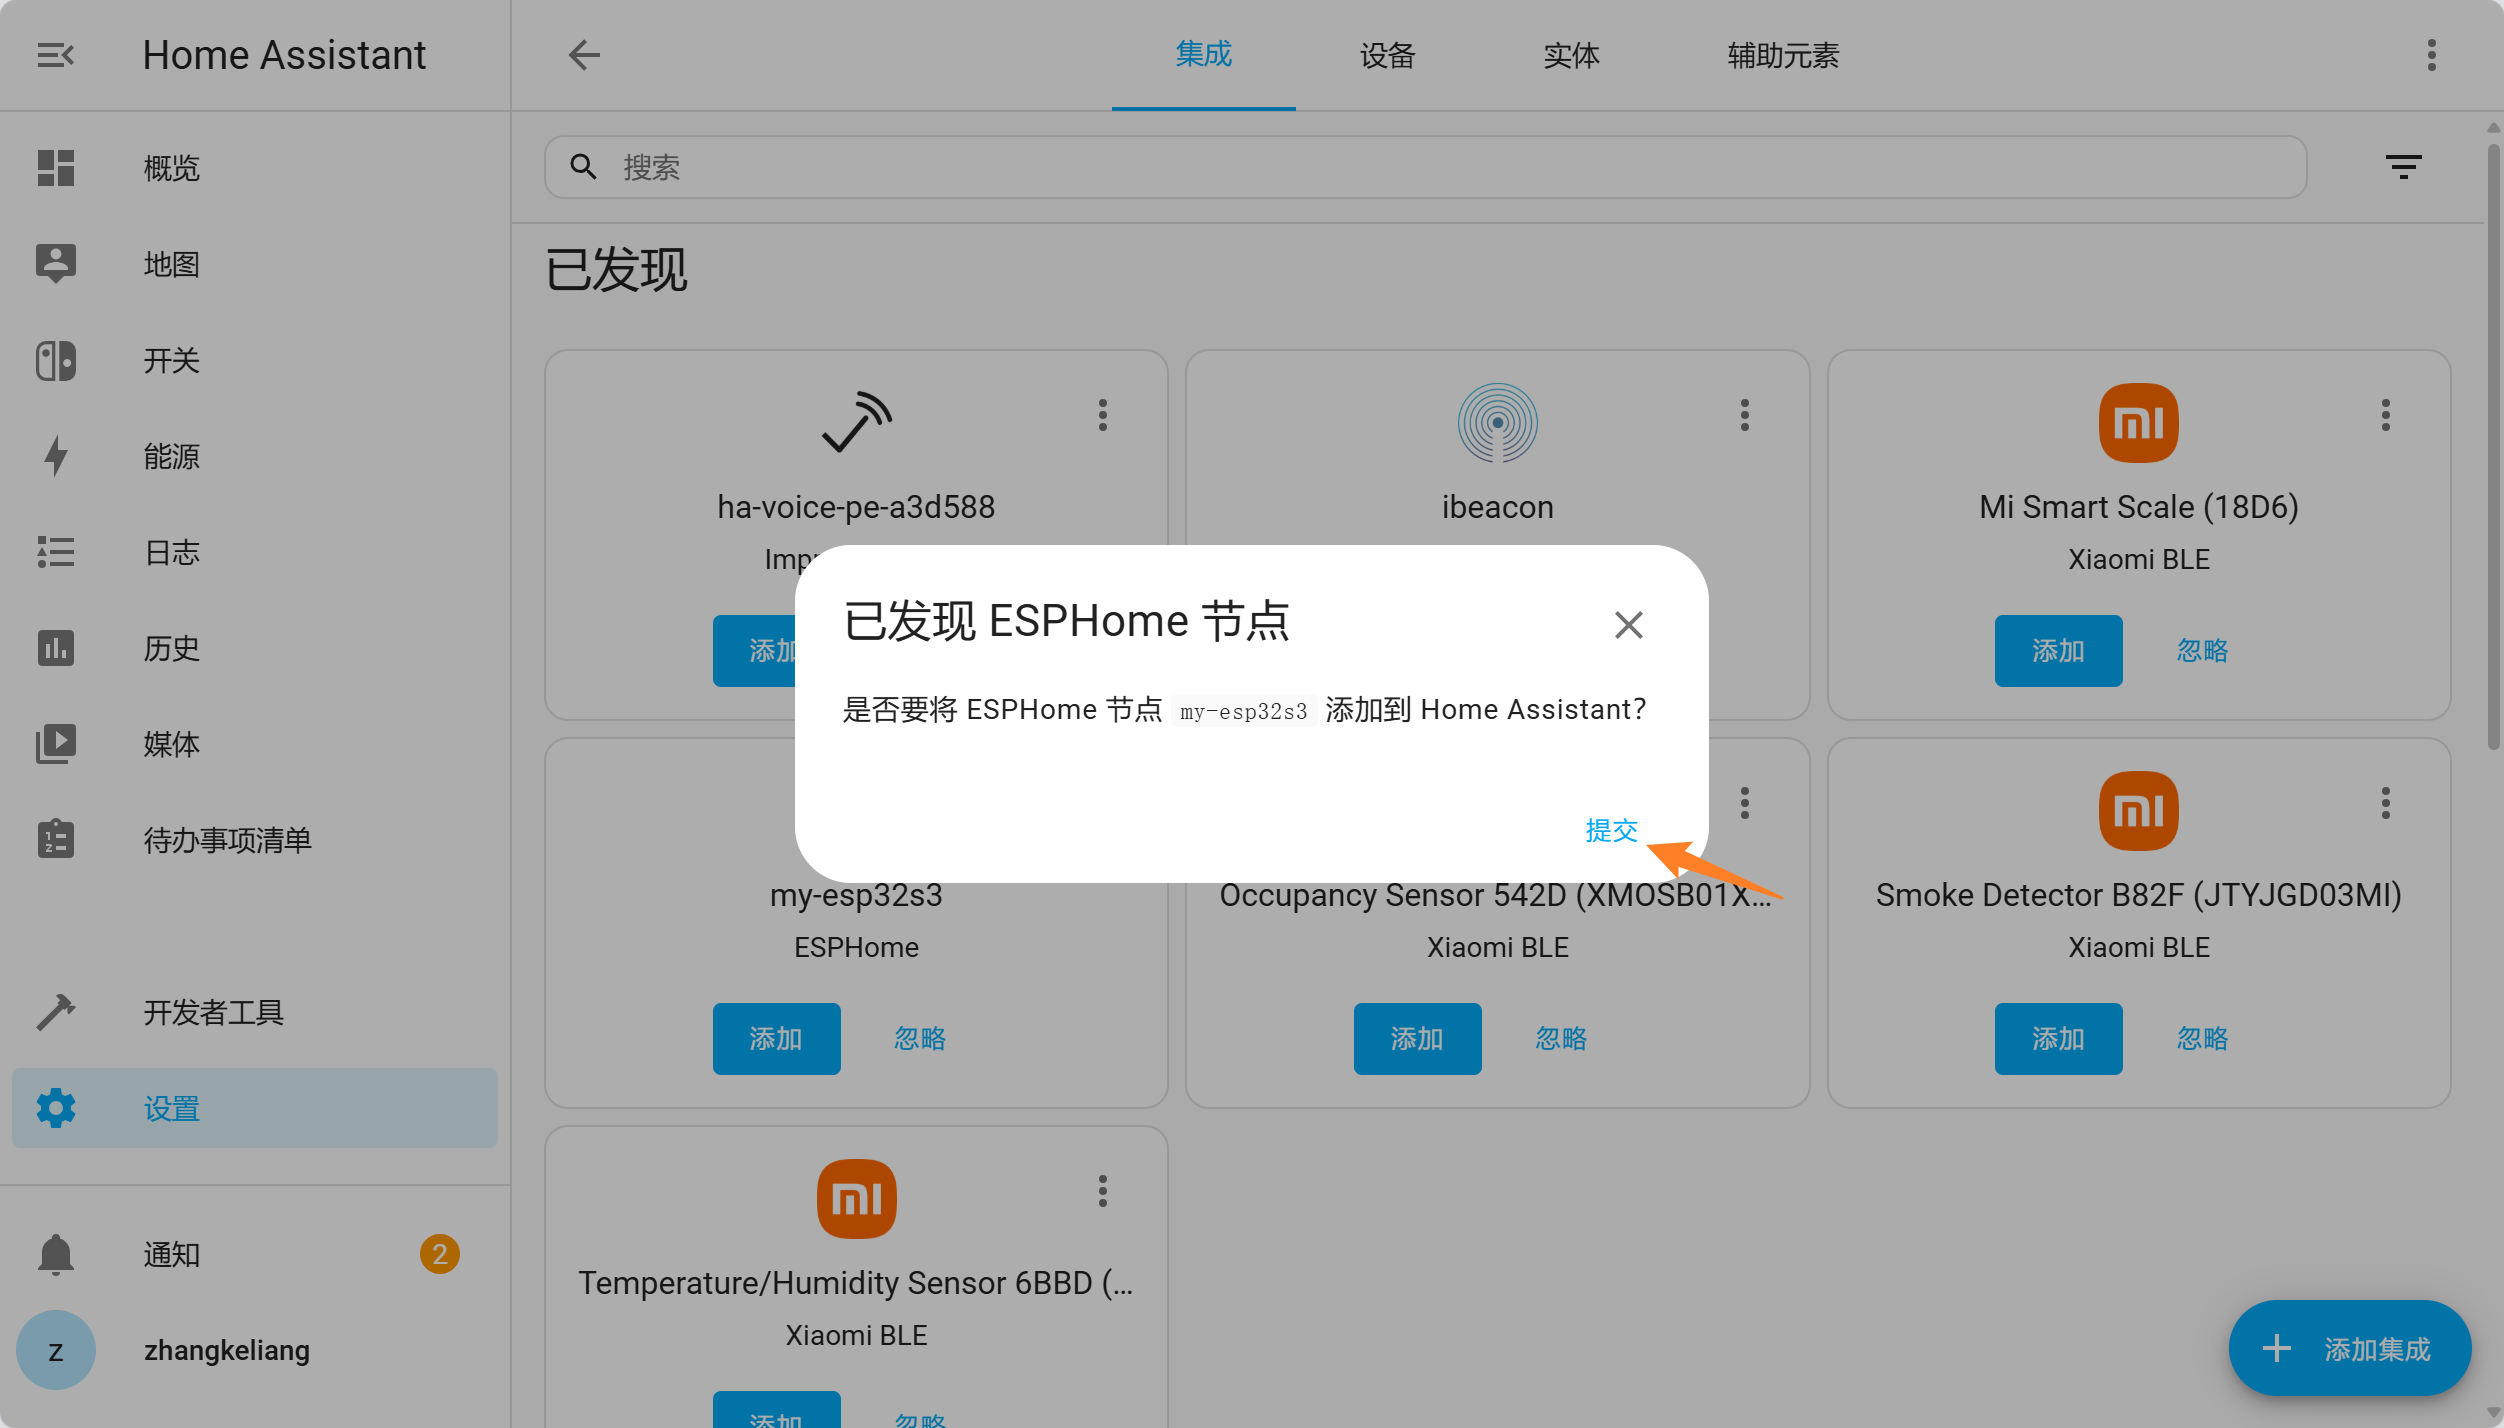 Home Assistant
集成
设备
实体
辅助元素
概览
地图
开关
能源
日志
历史
媒体
待办事项清单
开发者工具
设置
通知
2
z
zhangkeliang
搜索
已发现
ha-voice-pe-a3d588
添加
ibeacon
mi
Mi Smart Scale (18D6)
Xiaomi BLE
添加
忽略
已发现 ESPHome 节点
是否要将 ESPHome 节点 my-esp32s3 添加到 Home Assistant?
提交
my-esp32s3
ESPHome
添加
忽略
Occupancy Sensor 542D (XMOSB01X...
Xiaomi BLE
添加
忽略
mi
Smoke Detector B82F (JTYJGD03MI)
Xiaomi BLE
添加
忽略
mi
Temperature/Humidity Sensor 6BBD (...
Xiaomi BLE
添加
忽略
添加集成